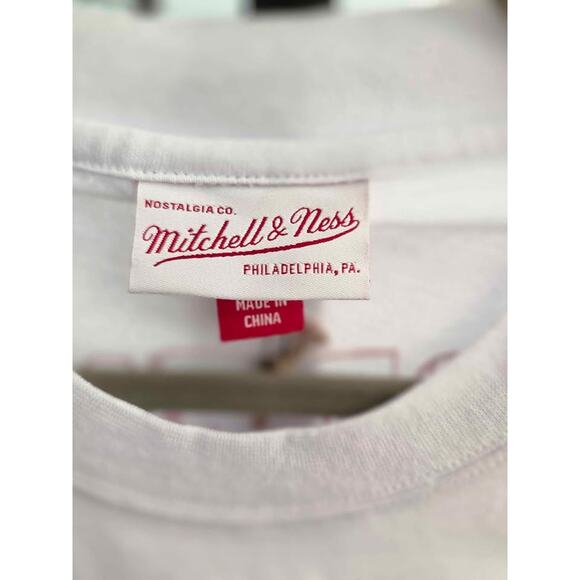 NOSTALGIA CO.
Mitchell & Ness
PHILADELPHIA, PA.
MADE IN
CHINA